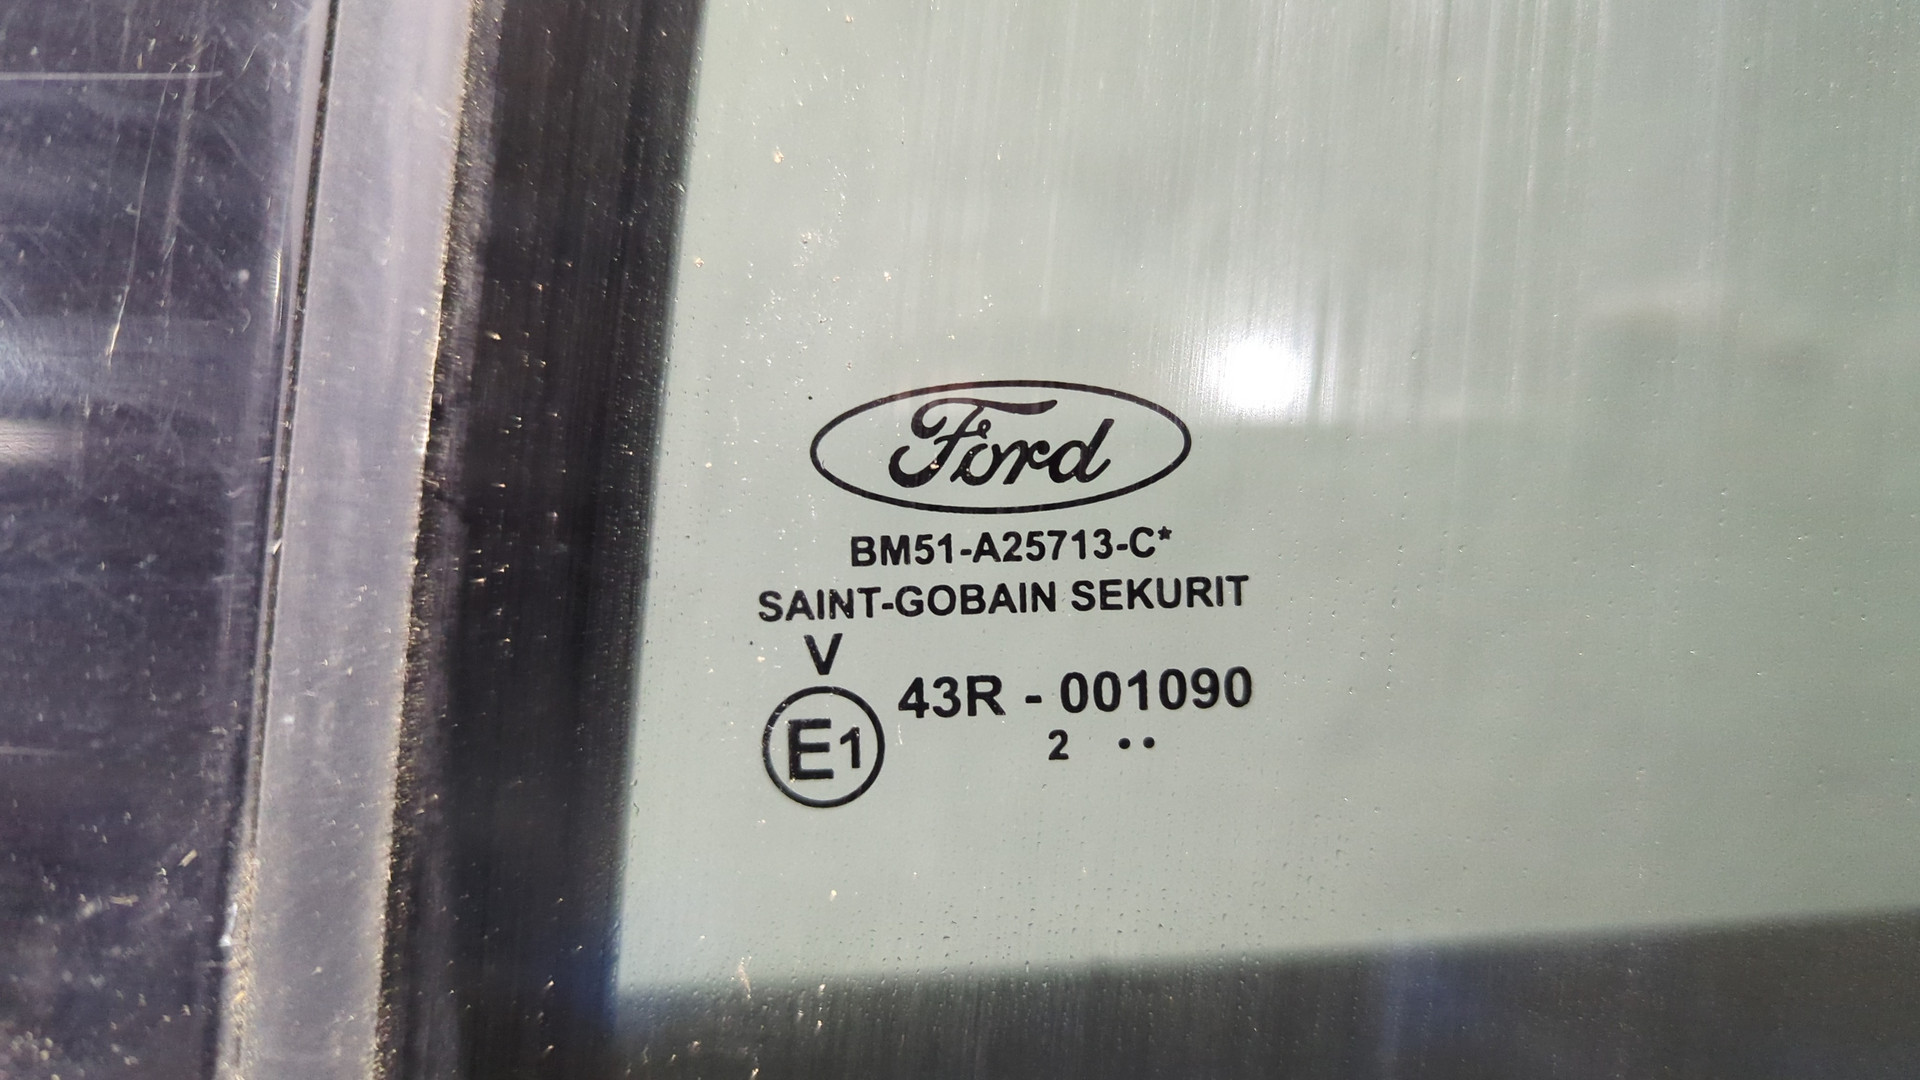 Ford
BM51-A25713-C*
SAINT-GOBAIN SEKURIT
V
E1 43R - 001090
2 ••